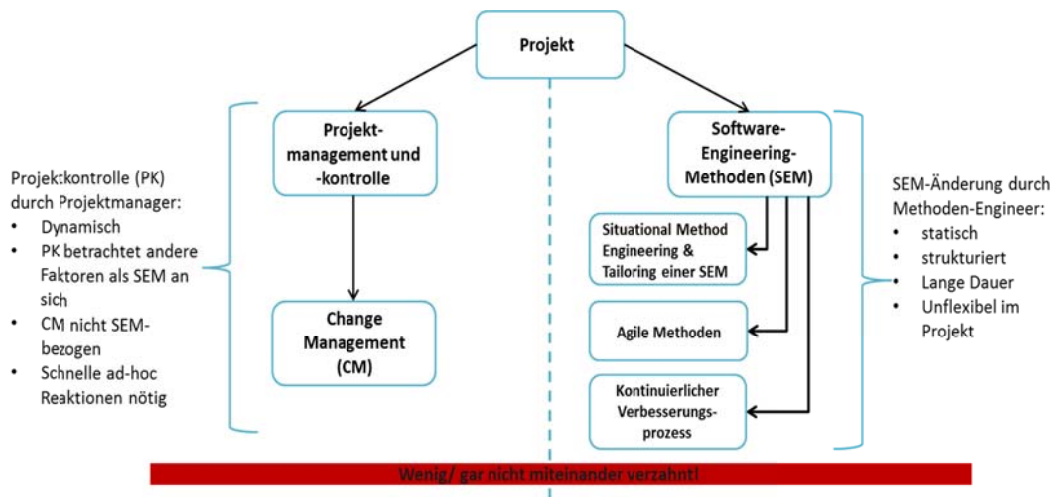 Projekt
Projekt-
management und
-kontrolle
Software-
Engineering-
Methoden (SEM)
Projektkontrolle (PK)
durch Projektmanager:
• Dynamisch
• PK betrachtet andere
Faktoren als SEM an
sich
• CM nicht SEM-
bezogen
• Schnelle ad-hoc
Reaktionen nötig
Change
Management
(CM)
Situational Method
Engineering &
Tailoring einer SEM
Agile Methoden
Kontinuierlicher
Verbesserungs-
prozess
SEM-Änderung durch
Methoden-Engineer:
• statisch
• strukturiert
• Lange Dauer
• Unflexibel im
Projekt
Wenig/ gar nicht miteinander verzahnt!